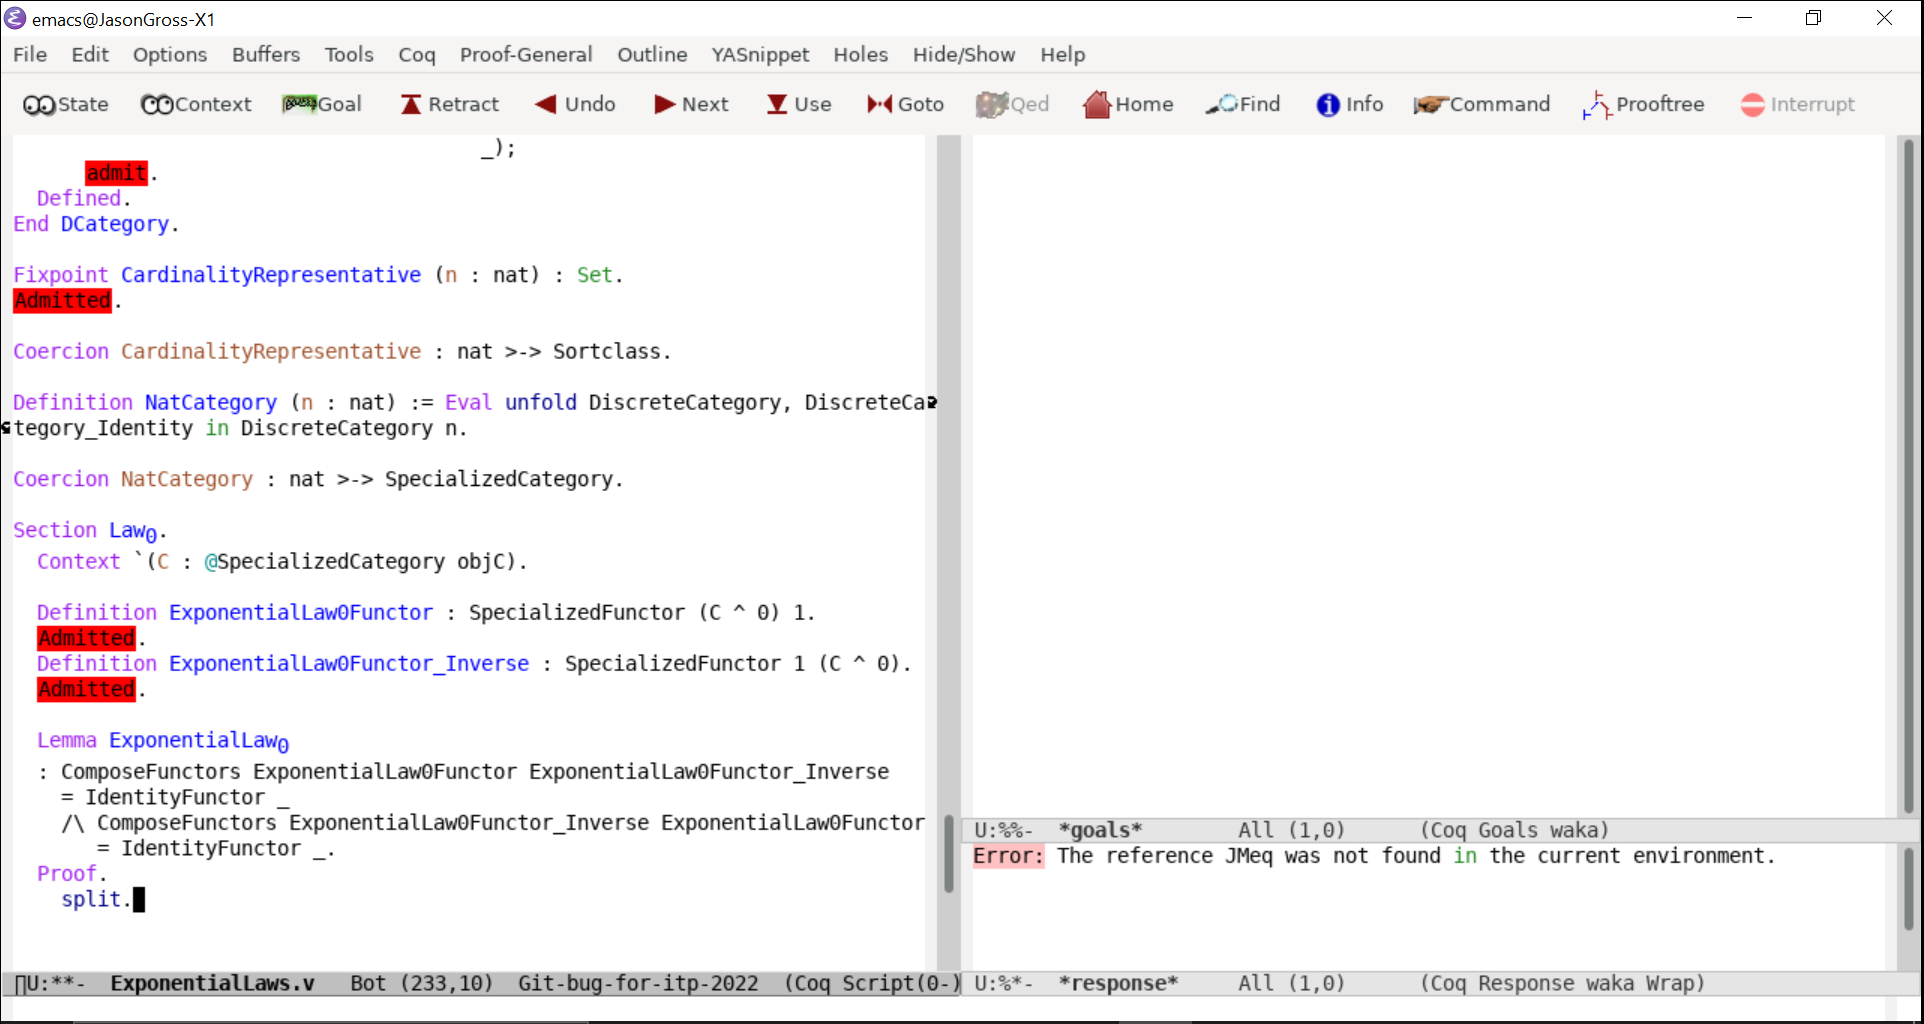 emacs@JasonGross-X1
File Edit Options Buffers Tools Coq Proof-General Outline YASnippet Holes Hide/Show Help
State Context Goal Retract Undo Next Use Goto Qed Home Find Info Command Prooftree Interrupt
_);
admit.
Defined.
End DCategory.
Fixpoint CardinalityRepresentative (n : nat) : Set.
Admitted.
Coercion CardinalityRepresentative : nat >-> Sortclass.
Definition NatCategory (n : nat) := Eval unfold DiscreteCategory, DiscreteCa
tegory_Identity in DiscreteCategory n.
Coercion NatCategory : nat >-> SpecializedCategory.
Section Law0.
Context `(C : @SpecializedCategory objC).
Definition ExponentialLaw0Functor : SpecializedFunctor (C ^ 0) 1.
Admitted.
Definition ExponentialLaw0Functor_Inverse : SpecializedFunctor 1 (C ^ 0).
Admitted.
Lemma ExponentialLaw0
: ComposeFunctors ExponentialLaw0Functor ExponentialLaw0Functor_Inverse
= IdentityFunctor _
/\ ComposeFunctors ExponentialLaw0Functor_Inverse ExponentialLaw0Functor
= IdentityFunctor _.
Proof.
split.
U:**- ExponentialLaws.v Bot (233,10) Git-bug-for-itp-2022 (Coq Script(0-)
U:%%- *goals* All (1,0) (Coq Goals waka)
Error: The reference JMeq was not found in the current environment.
U:%*- *response* All (1,0) (Coq Response waka Wrap)